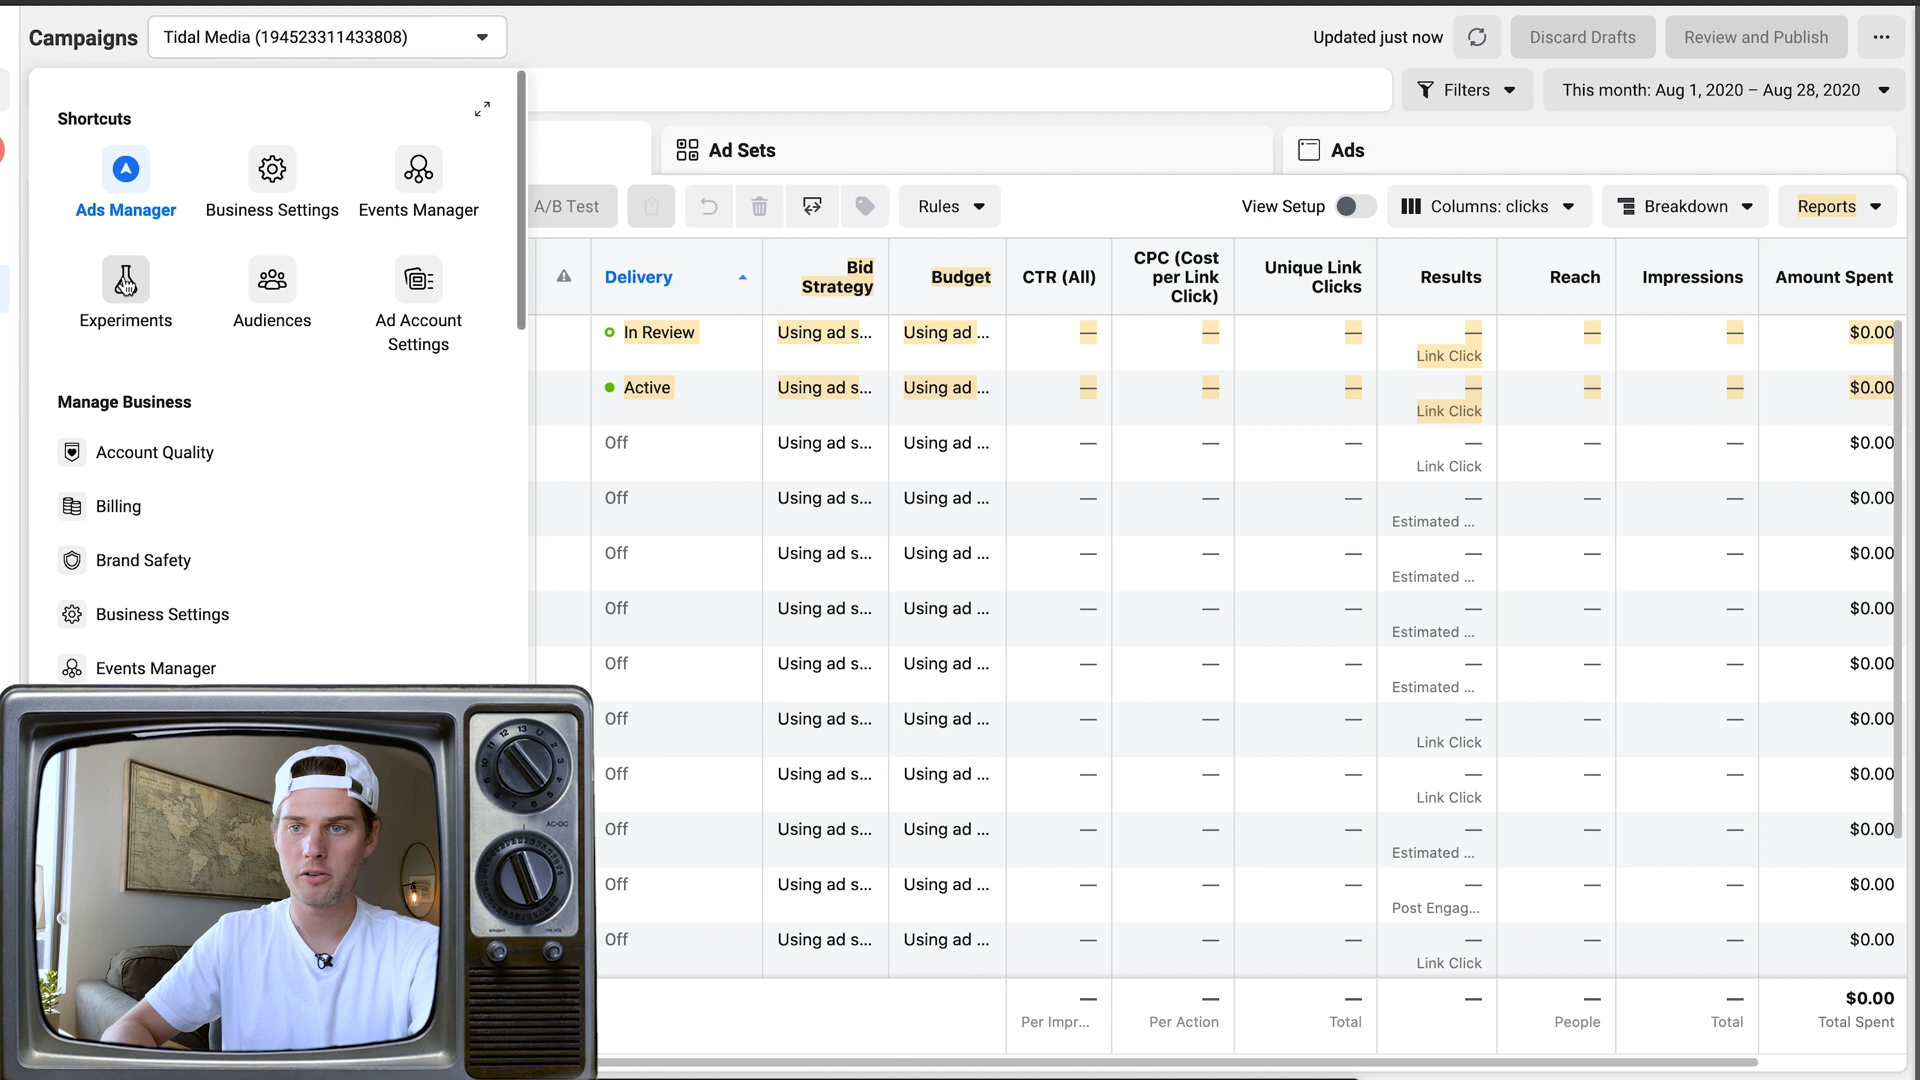 Campaigns
Tidal Media (194523311433808)
Updated just now
Discard Drafts
Review and Publish
Filters
This month: Aug 1, 2020 – Aug 28, 2020
Shortcuts
Ads Manager
Business Settings
Events Manager
Experiments
Audiences
Ad Account
Settings
Manage Business
Account Quality
Billing
Brand Safety
Business Settings
Events Manager
Ad Sets
Ads
A/B Test
Rules
View Setup
Columns: clicks
Breakdown
Reports
Delivery
Bid
Strategy
Budget
CTR (All)
CPC (Cost
per Link
Click)
Unique Link
Clicks
Results
Reach
Impressions
Amount Spent
In Review Using ad s... Using ad ... — — — — — — $0.00
Link Click
Active Using ad s... Using ad ... — — — — — — $0.00
Link Click
Off Using ad s... Using ad ... — — — — — — $0.00
Link Click
Off Using ad s... Using ad ... — — — — — — $0.00
Estimated ...
Off Using ad s... Using ad ... — — — — — — $0.00
Estimated ...
Off Using ad s... Using ad ... — — — — — — $0.00
Estimated ...
Off Using ad s... Using ad ... — — — — — — $0.00
Estimated ...
Off Using ad s... Using ad ... — — — — — — $0.00
Link Click
Off Using ad s... Using ad ... — — — — — — $0.00
Link Click
Off Using ad s... Using ad ... — — — — — — $0.00
Estimated ...
Off Using ad s... Using ad ... — — — — — — $0.00
Post Engag...
Off Using ad s... Using ad ... — — — — — — $0.00
Link Click
— — — — — — $0.00
Per Impr... Per Action Total People Total Total Spent
AC•DC